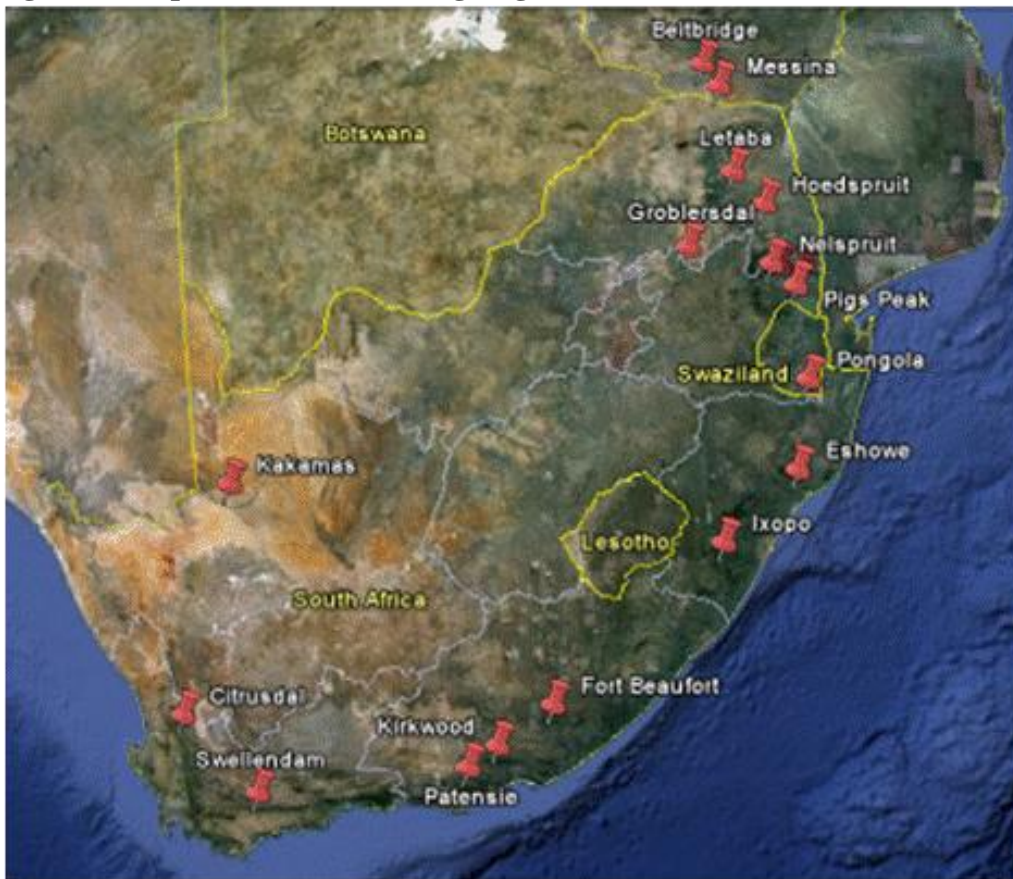 Beitbridge
Messina
Botswana
Letaba
Hoedspruit
Groblersdal
Nelspruit
Pigs Peak
Swaziland
Pongola
Kakamas
Eshowe
Ixopo
Lesotho
South Africa
Citrusdal
Fort Beaufort
Kirkwood
Swellendam
Patensie